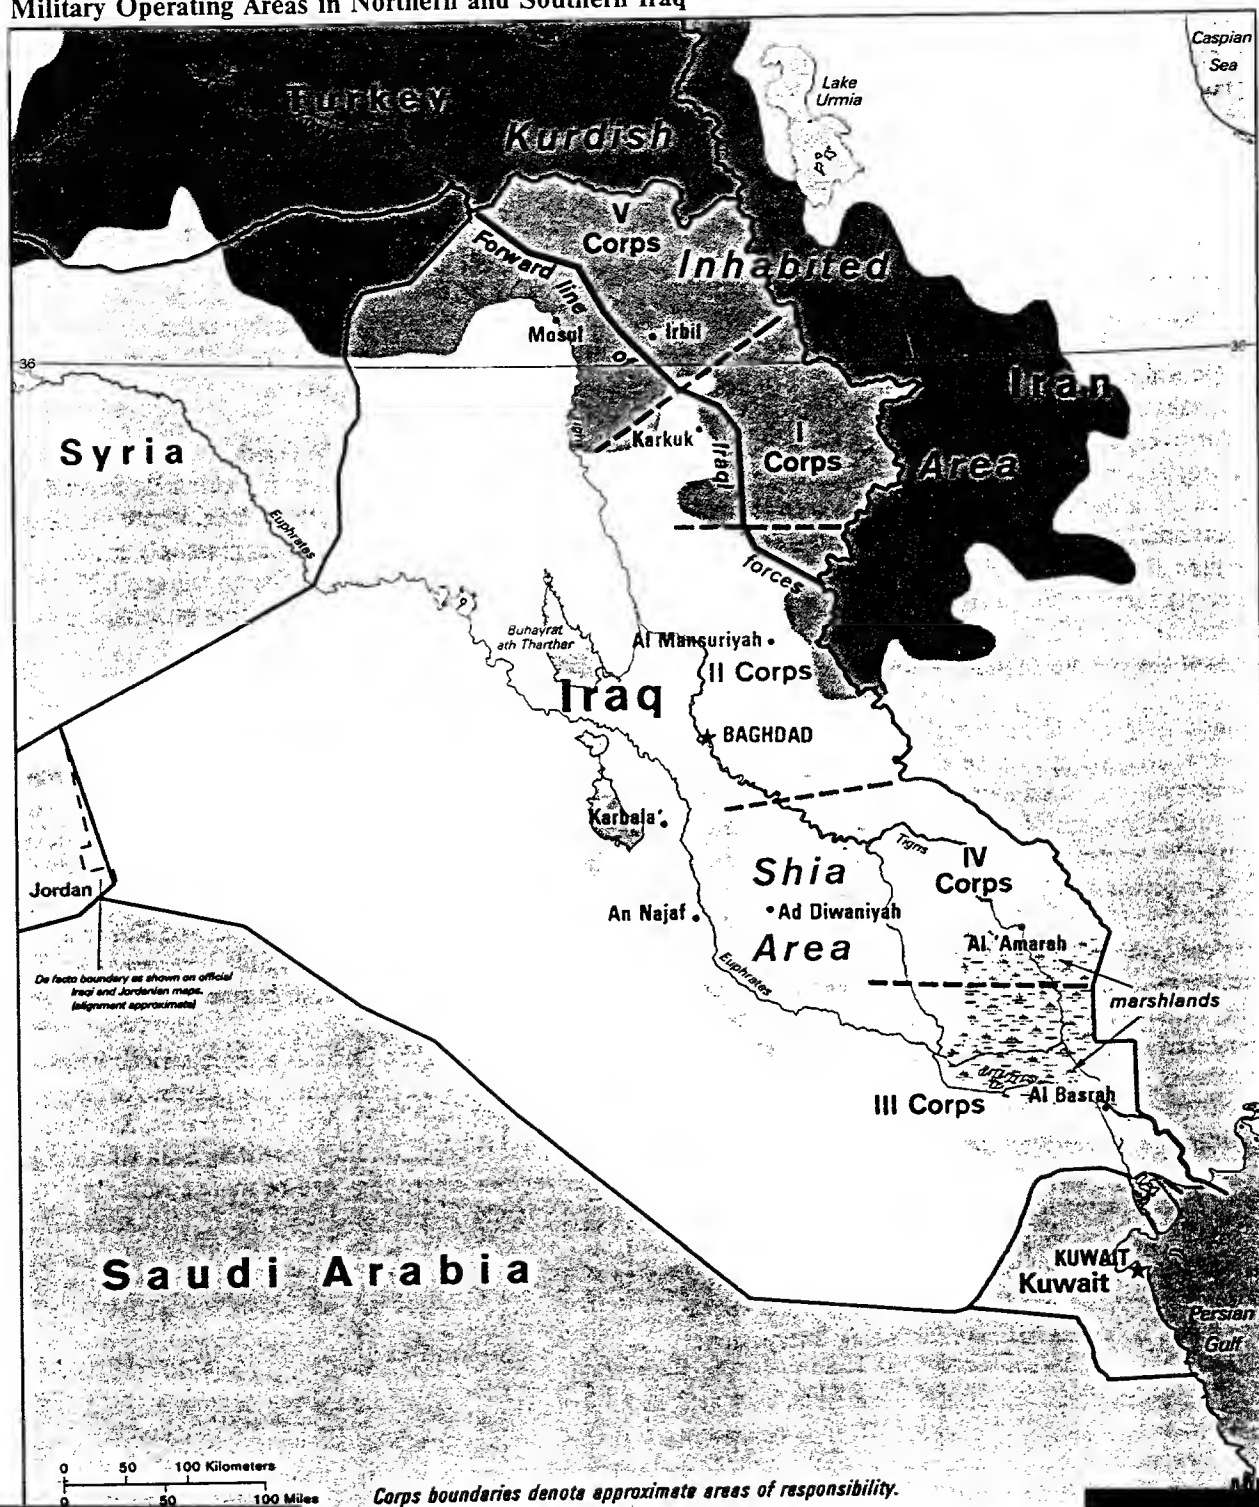 Military Operating Areas in Northern and Southern Iraq
Caspian
Sea
Lake
Urmia
Turkey
Kurdish
V
Corps
Inhabited
Forward line of Iraqi forces
Mosul
Irbil
36
Iran
Syria
Karkuk
I
Corps
Area
Euphrates
Buhayrat
ath Tharthar
Al Mansuriyah
II Corps
Iraq
BAGHDAD
Karbala'
Tigris
Shia
IV
Corps
Jordan
An Najaf
Ad Diwaniyah
Area
Al 'Amarah
Euphrates
De facto boundary as shown on official
Iraqi and Jordanian maps.
(alignment approximate)
marshlands
III Corps
Al Basrah
KUWAIT
Kuwait
Saudi Arabia
Persian
Gulf
0 50 100 Kilometers
0 50 100 Miles
Corps boundaries denote approximate areas of responsibility.